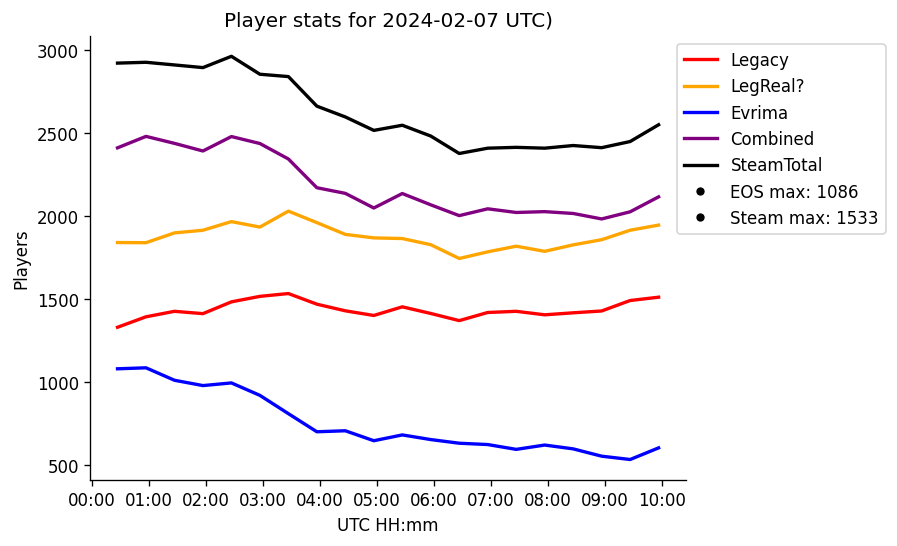 Player stats for 2024-02-07 UTC)
3000
2500
2000
1500
1000
500
Players
00:00 01:00 02:00 03:00 04:00 05:00 06:00 07:00 08:00 09:00 10:00
UTC HH:mm
Legacy
LegReal?
Evrima
Combined
SteamTotal
EOS max: 1086
Steam max: 1533